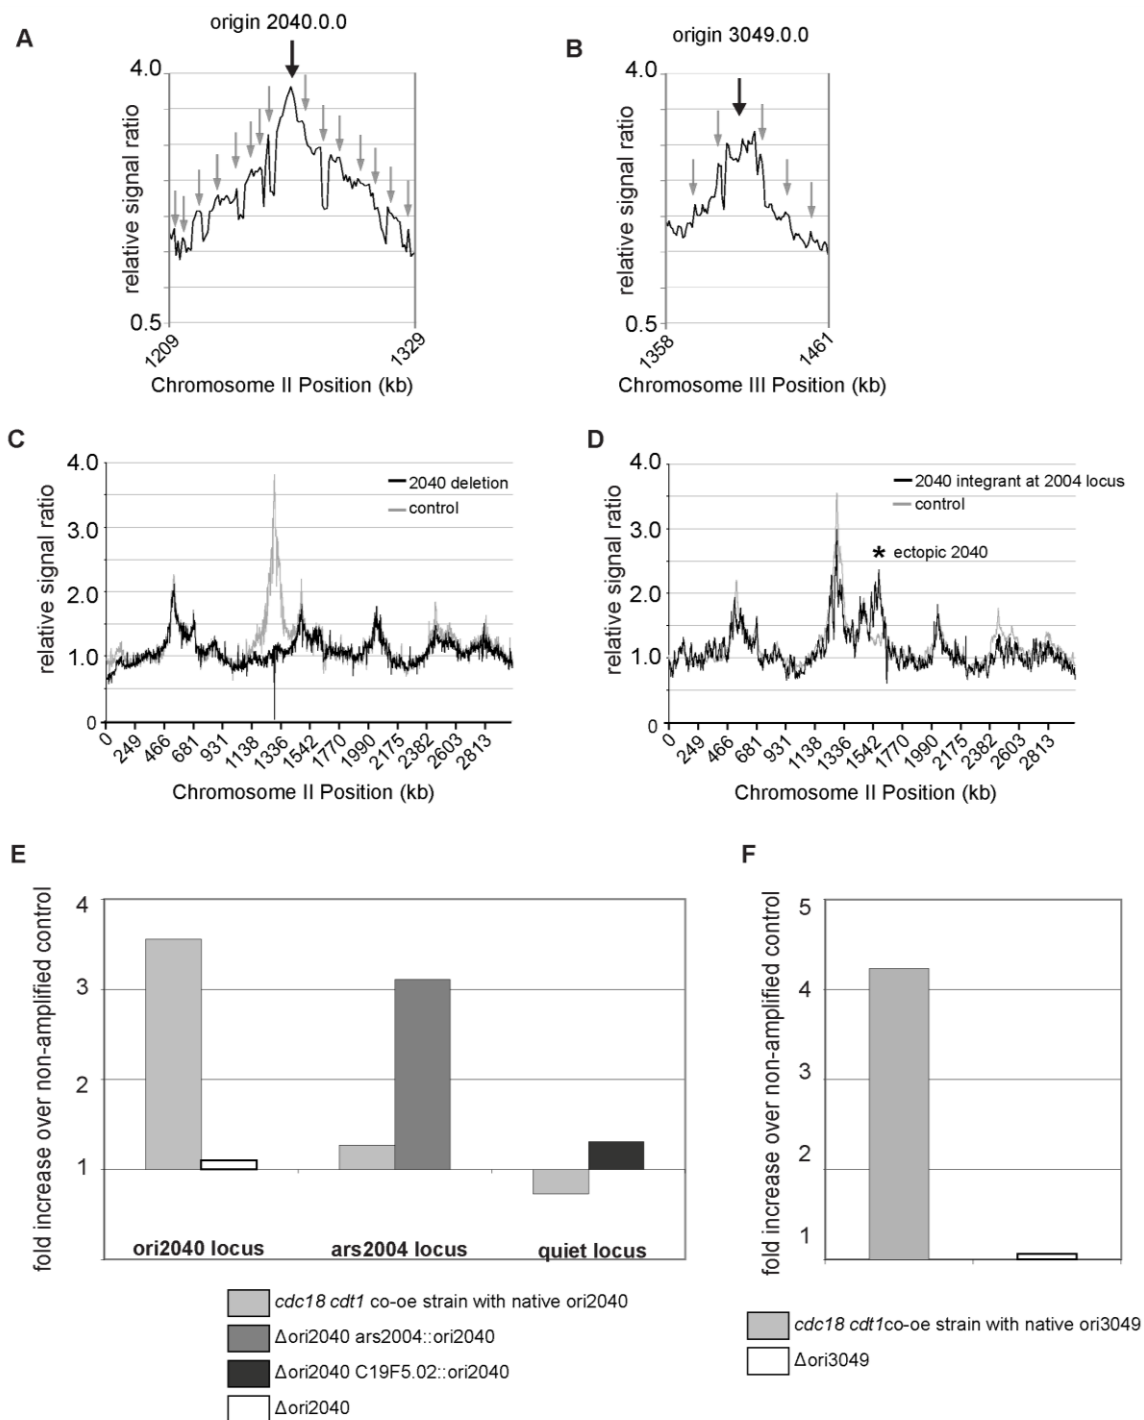 A
origin 2040.0.0
4.0
relative signal ratio
0.5
1209
1329
Chromosome II Position (kb)
B
origin 3049.0.0
4.0
relative signal ratio
0.5
1358
1461
Chromosome III Position (kb)
C
4.0
3.0
2.0
1.0
0
relative signal ratio
2040 deletion
control
0
249
466
681
931
1138
1336
1542
1770
1990
2175
2382
2603
2813
Chromosome II Position (kb)
D
4.0
3.0
2.0
1.0
0
relative signal ratio
2040 integrant at 2004 locus
control
* ectopic 2040
0
249
466
681
931
1138
1336
1542
1770
1990
2175
2382
2603
2813
Chromosome II Position (kb)
E
4
3
2
1
fold increase over non-amplified control
ori2040 locus
ars2004 locus
quiet locus
cdc18 cdt1 co-oe strain with native ori2040
Δori2040 ars2004::ori2040
Δori2040 C19F5.02::ori2040
Δori2040
F
5
4
3
2
1
fold increase over non-amplified control
cdc18 cdt1co-oe strain with native ori3049
Δori3049